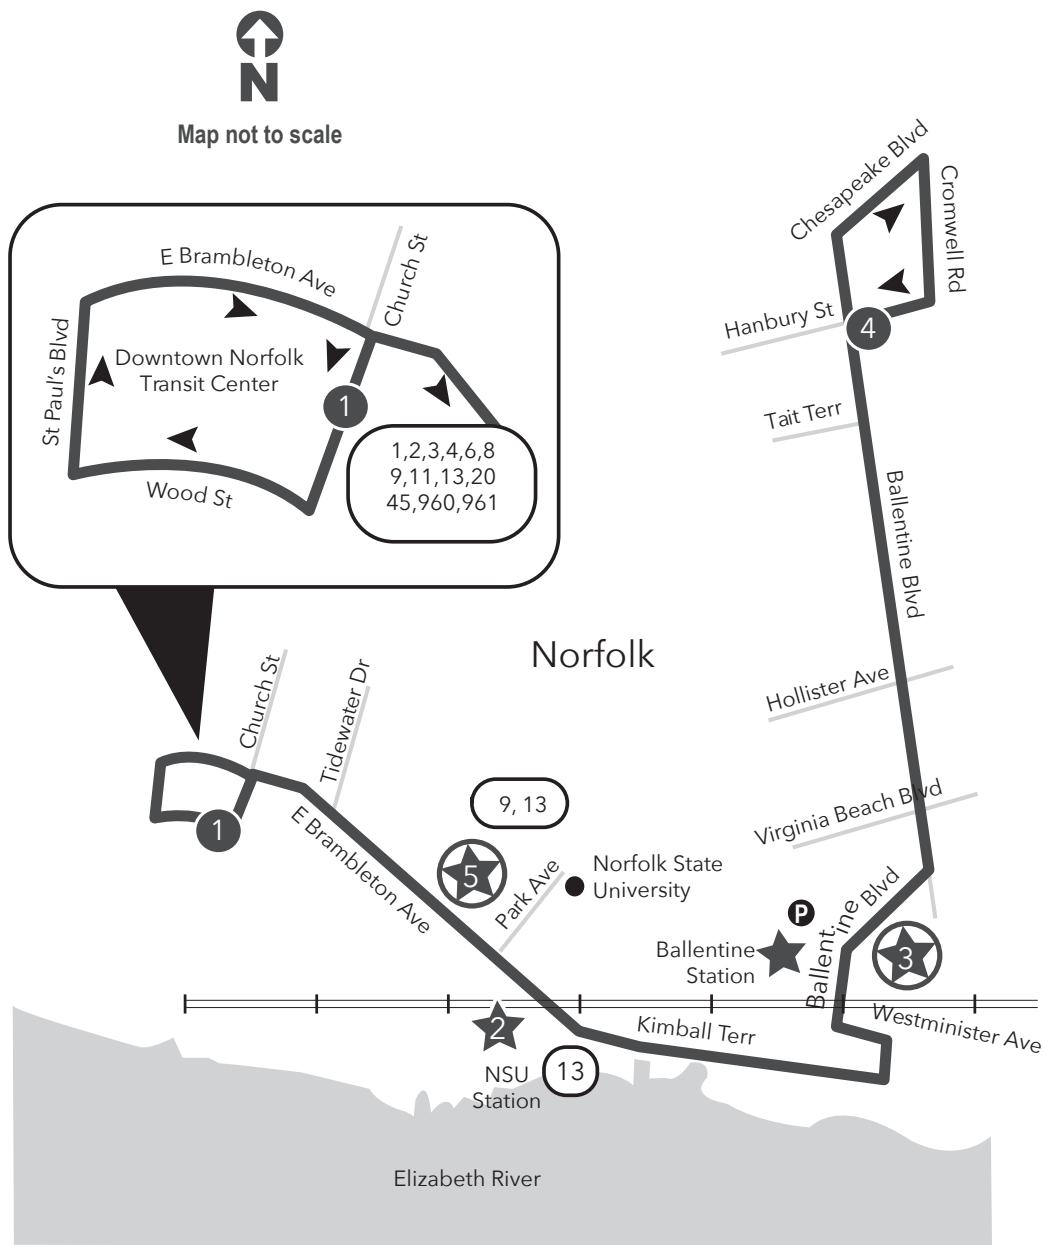 N
Map not to scale
Chesapeake Blvd
Cromwell Rd
E Brambleton Ave
Church St
Hanbury St
4
St Paul's Blvd
Downtown Norfolk
Transit Center
1
Tait Terr
1,2,3,4,6,8
9,11,13,20
45,960,961
Wood St
Ballentine Blvd
Norfolk
Church St
Tidewater Dr
Hollister Ave
Virginia Beach Blvd
9, 13
1
E Brambleton Ave
5
Park Ave
Norfolk State
University
P
Ballentine
Station
Ballent.ine Blvd
3
Westminister Ave
2
Kimball Terr
NSU
Station
13
Elizabeth River